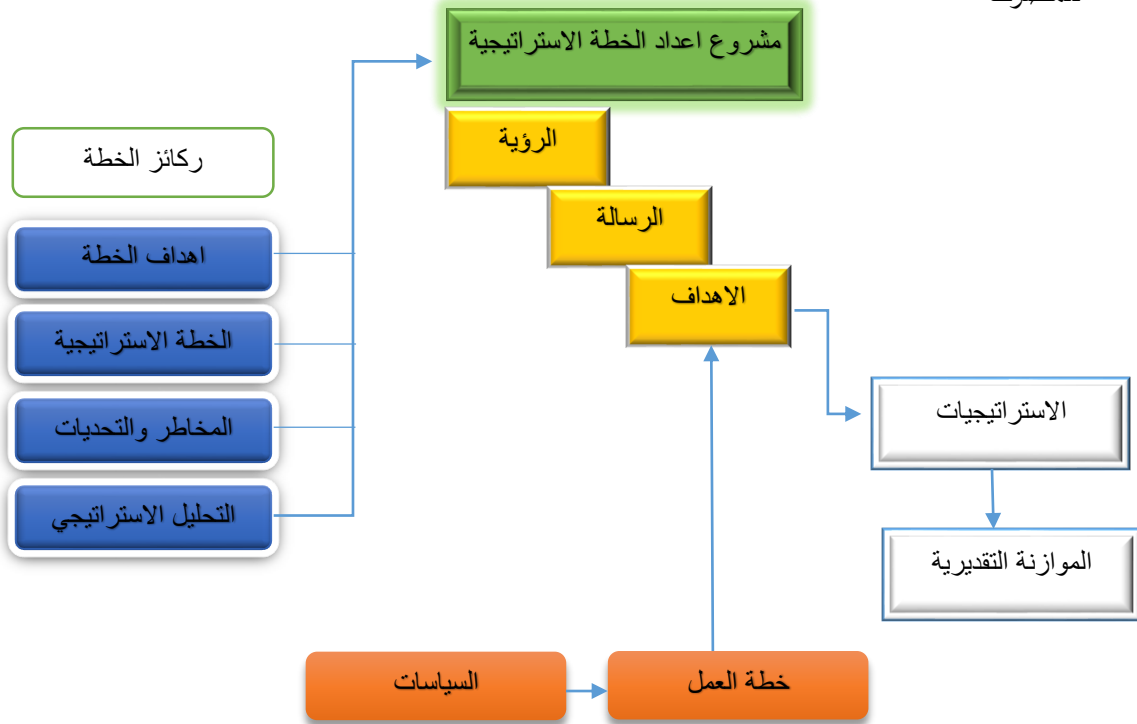 مشروع اعداد الخطة الاستراتيجية
الرؤية
ركائز الخطة
الرسالة
اهداف الخطة
الاهداف
الخطة الاستراتيجية
الاستراتيجيات
المخاطر والتحديات
التحليل الاستراتيجي
الموازنة التقديرية
خطة العمل
السياسات